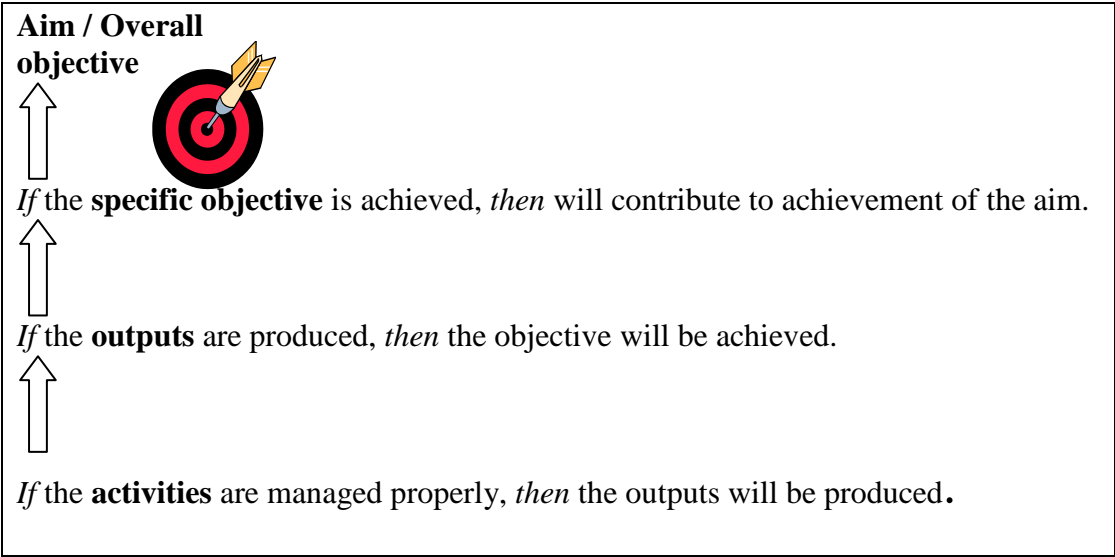 Aim / Overall
objective
If the specific objective is achieved, then will contribute to achievement of the aim.
If the outputs are produced, then the objective will be achieved.
If the activities are managed properly, then the outputs will be produced.